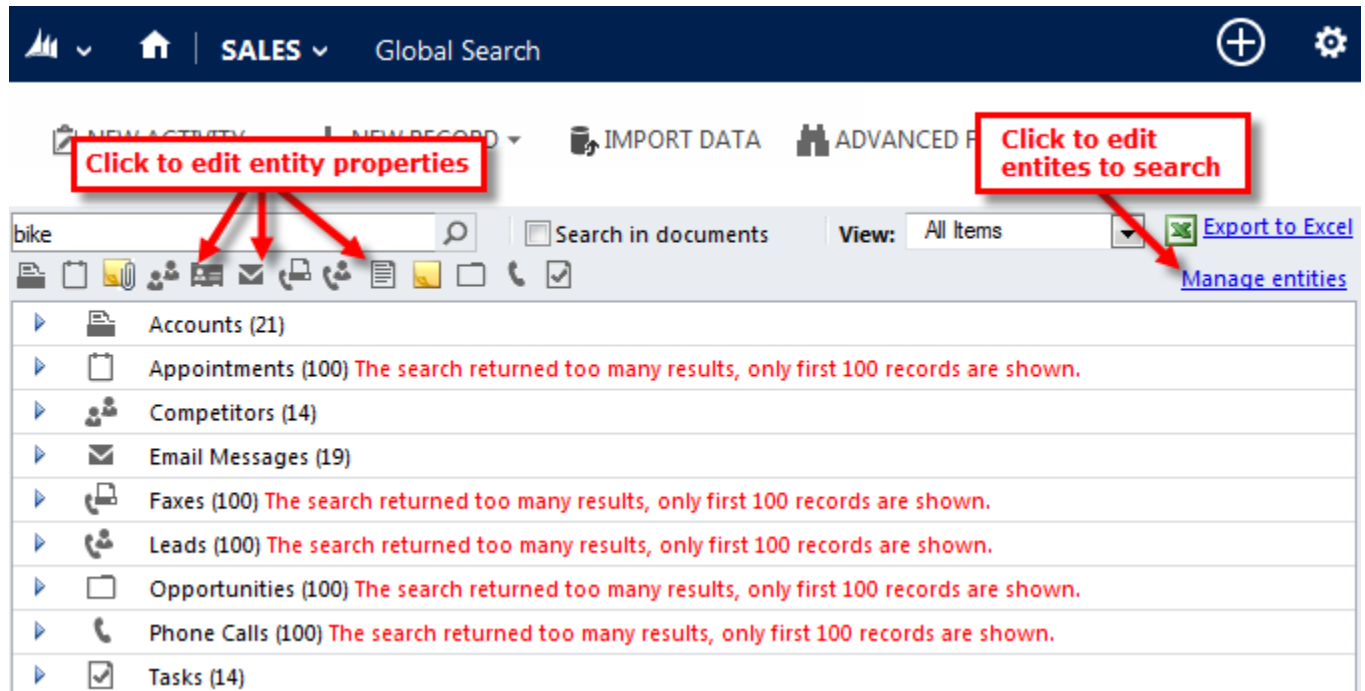 SALES Global Search
NEW ACTIVITY NEW RECORD IMPORT DATA ADVANCED F
Click to edit entity properties
Click to edit
entites to search
bike Search in documents View: All Items Export to Excel
Manage entities
Accounts (21)
Appointments (100) The search returned too many results, only first 100 records are shown.
Competitors (14)
Email Messages (19)
Faxes (100) The search returned too many results, only first 100 records are shown.
Leads (100) The search returned too many results, only first 100 records are shown.
Opportunities (100) The search returned too many results, only first 100 records are shown.
Phone Calls (100) The search returned too many results, only first 100 records are shown.
Tasks (14)